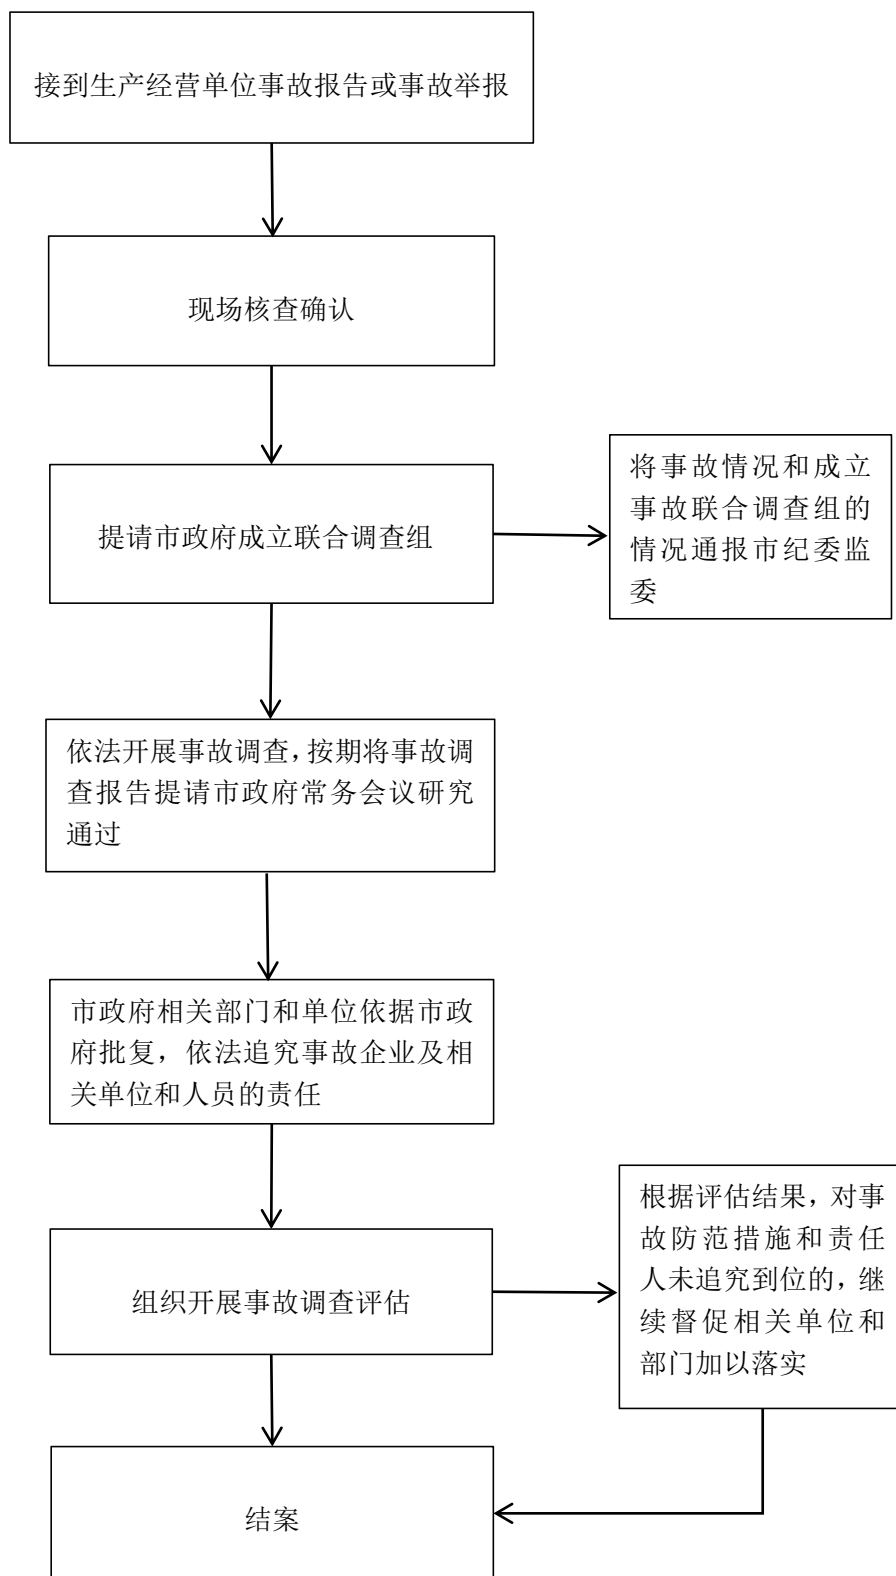 接到生产经营单位事故报告或事故举报
现场核查确认
提请市政府成立联合调查组
将事故情况和成立
事故联合调查组的
情况通报市纪委监
委
依法开展事故调查，按期将事故调
查报告提请市政府常务会议研究
通过
市政府相关部门和单位依据市政
府批复，依法追究事故企业及相
关单位和人员的责任
组织开展事故调查评估
根据评估结果，对事
故防范措施和责任
人未追究到位的，继
续督促相关单位和
部门加以落实
结案